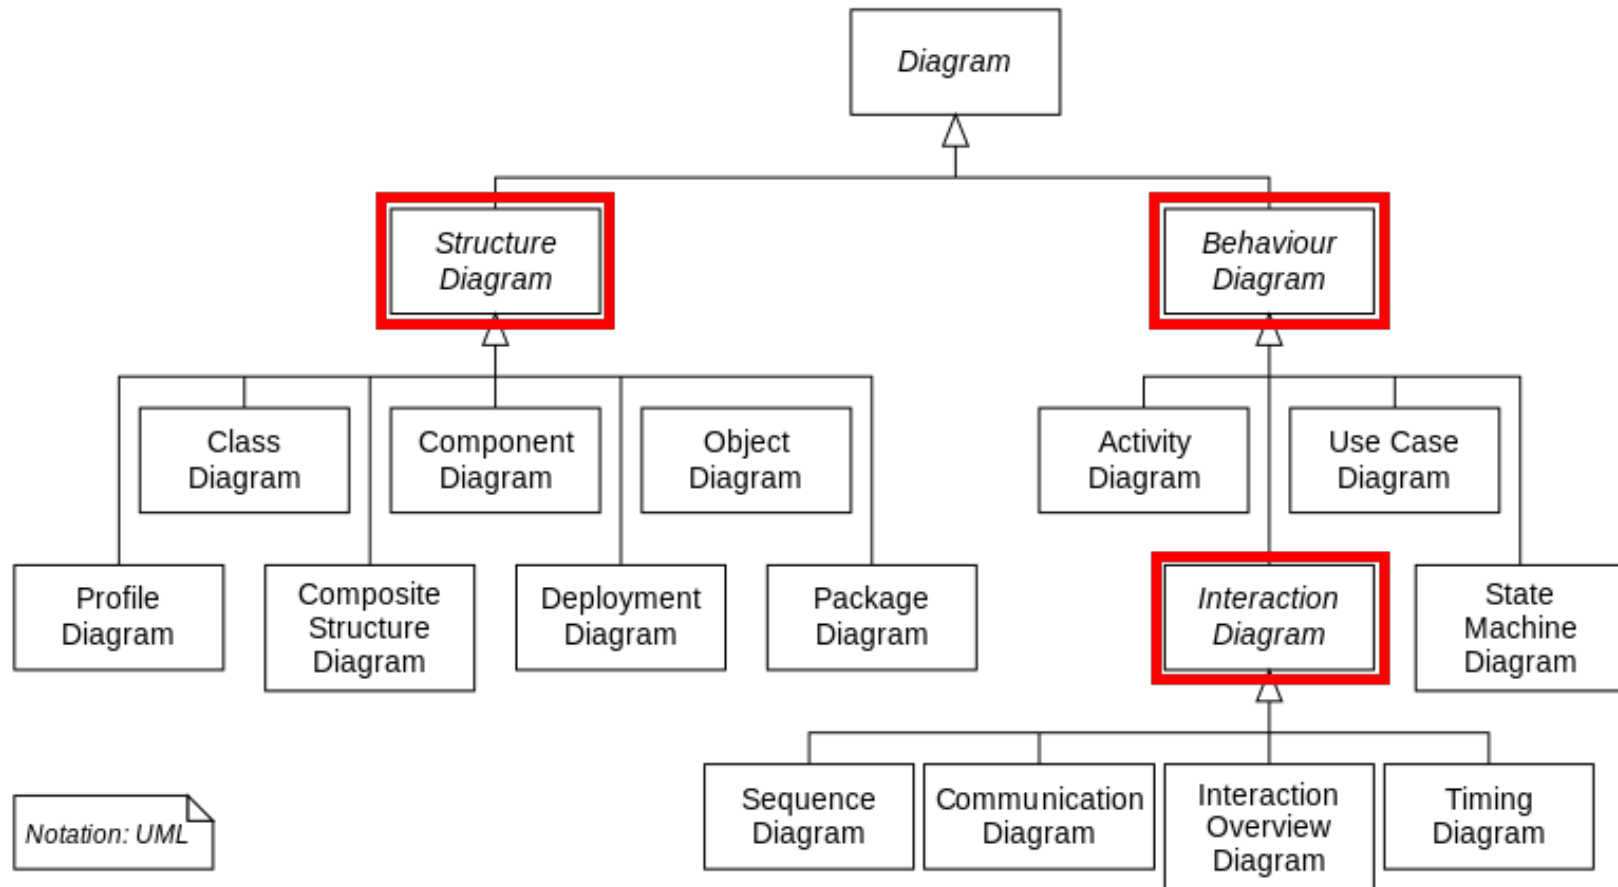 Diagram
Structure
Diagram
Behaviour
Diagram
Class
Diagram
Component
Diagram
Object
Diagram
Activity
Diagram
Use Case
Diagram
Profile
Diagram
Composite
Structure
Diagram
Deployment
Diagram
Package
Diagram
Interaction
Diagram
State
Machine
Diagram
Sequence
Diagram
Communication
Diagram
Interaction
Overview
Diagram
Timing
Diagram
Notation: UML